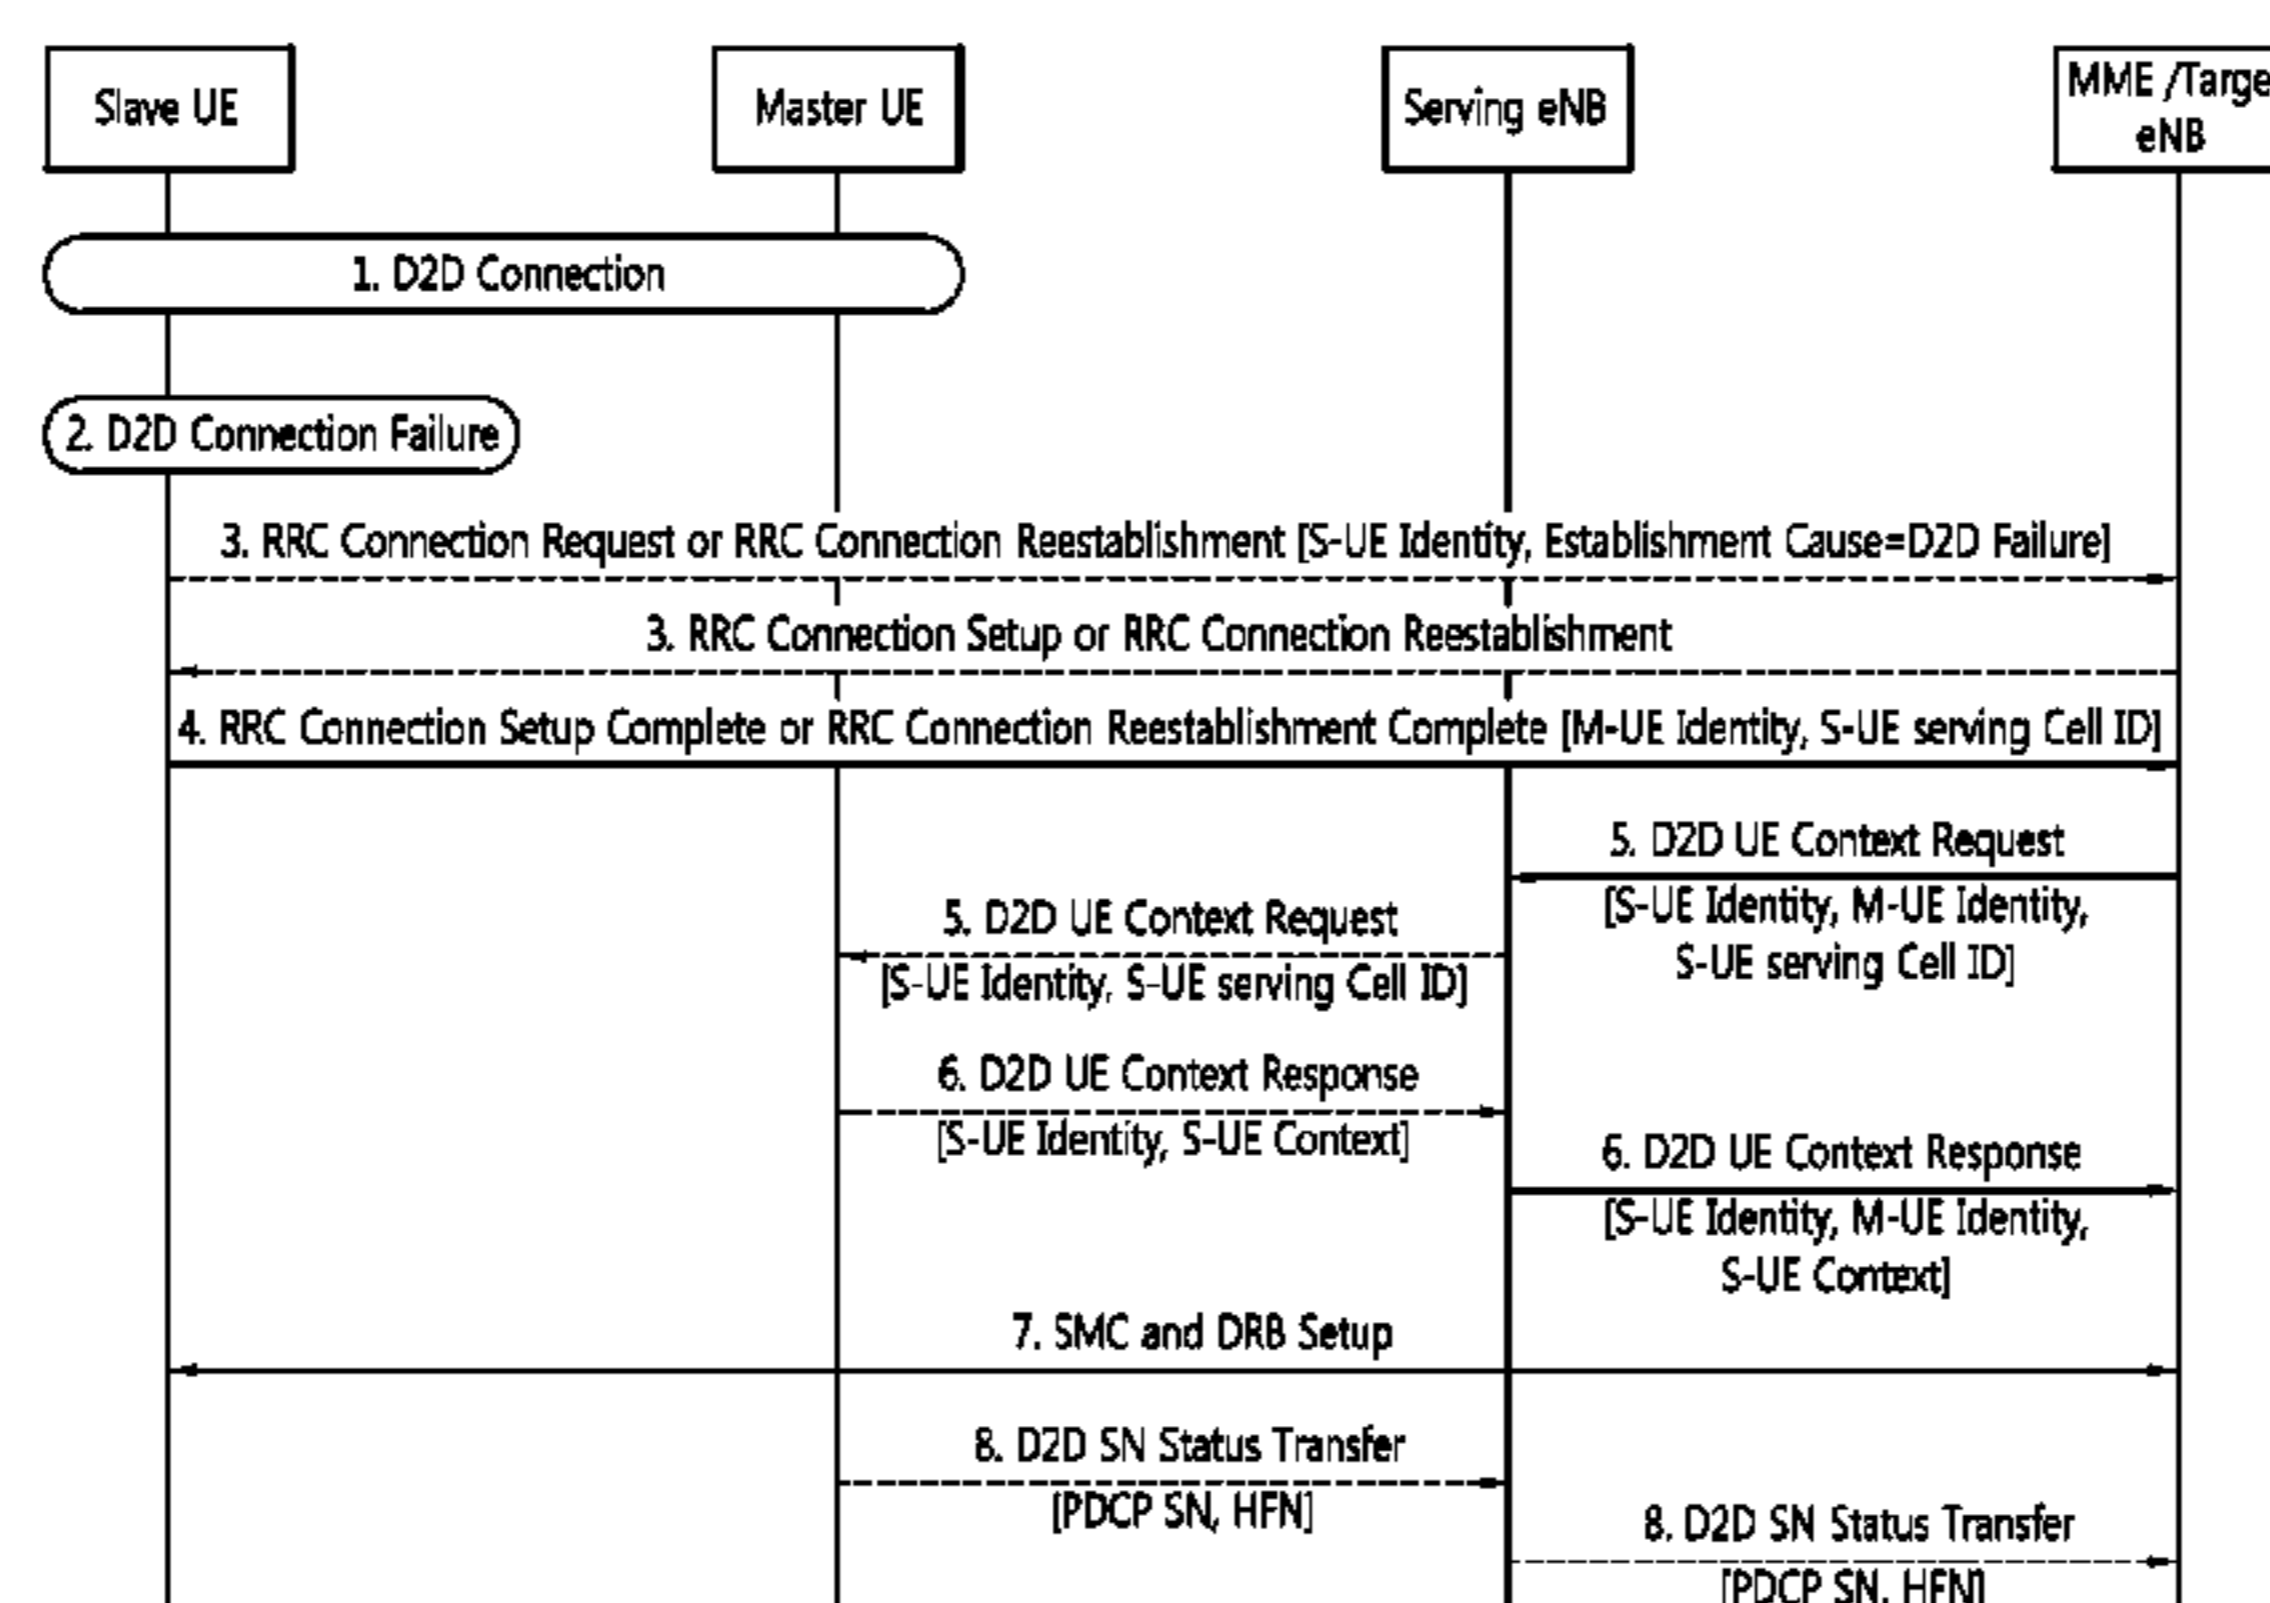 Slave UE
Master UE
Serving eNB
MME /Targe
eNB
1. D2D Connection
2. D2D Connection Failure
3. RRC Connection Request or RRC Connection Reestablishment [S-UE Identity, Establishment Cause=D2D Failure]
3. RRC Connection Setup or RRC Connection Reestablishment
4. RRC Connection Setup Complete or RRC Connection Reestablishment Complete [M-UE Identity, S-UE serving Cell ID]
5. D2D UE Context Request
[S-UE Identity, M-UE Identity,
S-UE serving Cell ID]
5. D2D UE Context Request
[S-UE Identity, S-UE serving Cell ID]
6. D2D UE Context Response
[S-UE Identity, S-UE Context]
6. D2D UE Context Response
[S-UE Identity, M-UE Identity,
S-UE Context]
7. SMC and DRB Setup
8. D2D SN Status Transfer
[PDCP SN, HFN]
8. D2D SN Status Transfer
[PDCP SN, HFN]